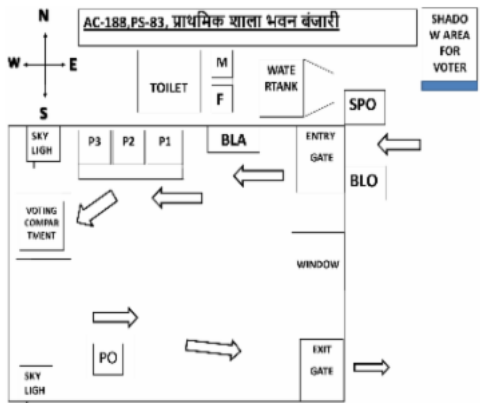 N
AC-188,PS-83, प्राथमिक शाला भवन बंजारी
SHADO
W AREA
FOR
VOTER
W
E
S
TOILET
M
F
WATE
RTANK
SPO
SKY
LIGH
P3
P2
P1
BLA
ENTRY
GATE
BLO
VOTING
COMPAR
TMENT
WINDOW
PO
EXIT
GATE
SKY
LIGH